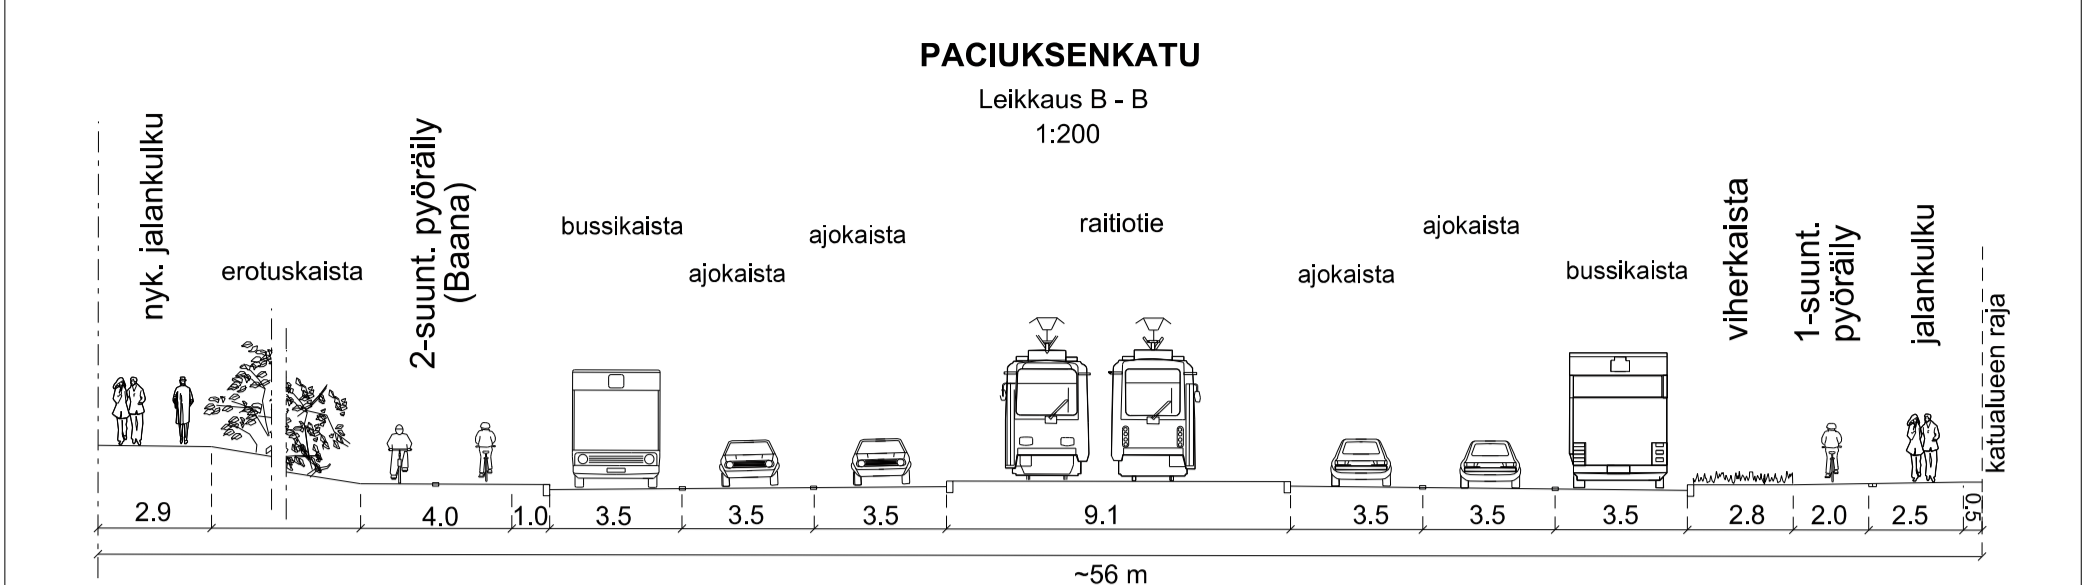 PACIUKSENKATU
Leikkaus B - B
1:200
nyk. jalankulku
erotuskaista
2-suunt. pyöräily
(Baana)
bussikaista
ajokaista
ajokaista
raitiotie
ajokaista
ajokaista
bussikaista
viherkaista
1-suunt.
pyöräily
jalankulku
katualueen raja
2.9 4.0 1.0 3.5 3.5 3.5 9.1 3.5 3.5 3.5 2.8 2.0 2.5 0.5
~56 m